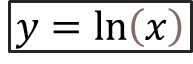 y = ln(x)